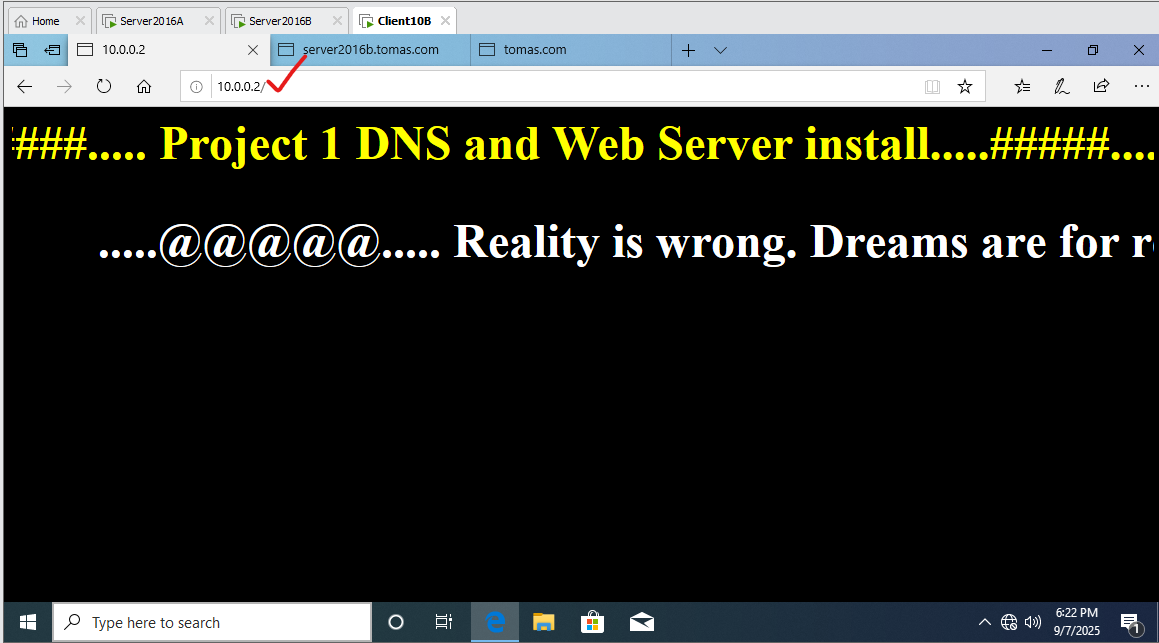 Home Server2016A Server2016B Client10B
10.0.0.2 server2016b.tomas.com tomas.com
10.0.0.2/
####..... Project 1 DNS and Web Server install.....#####....
.....@@@@@..... Reality is wrong. Dreams are for r
Type here to search
6:22 PM
9/7/2025
1